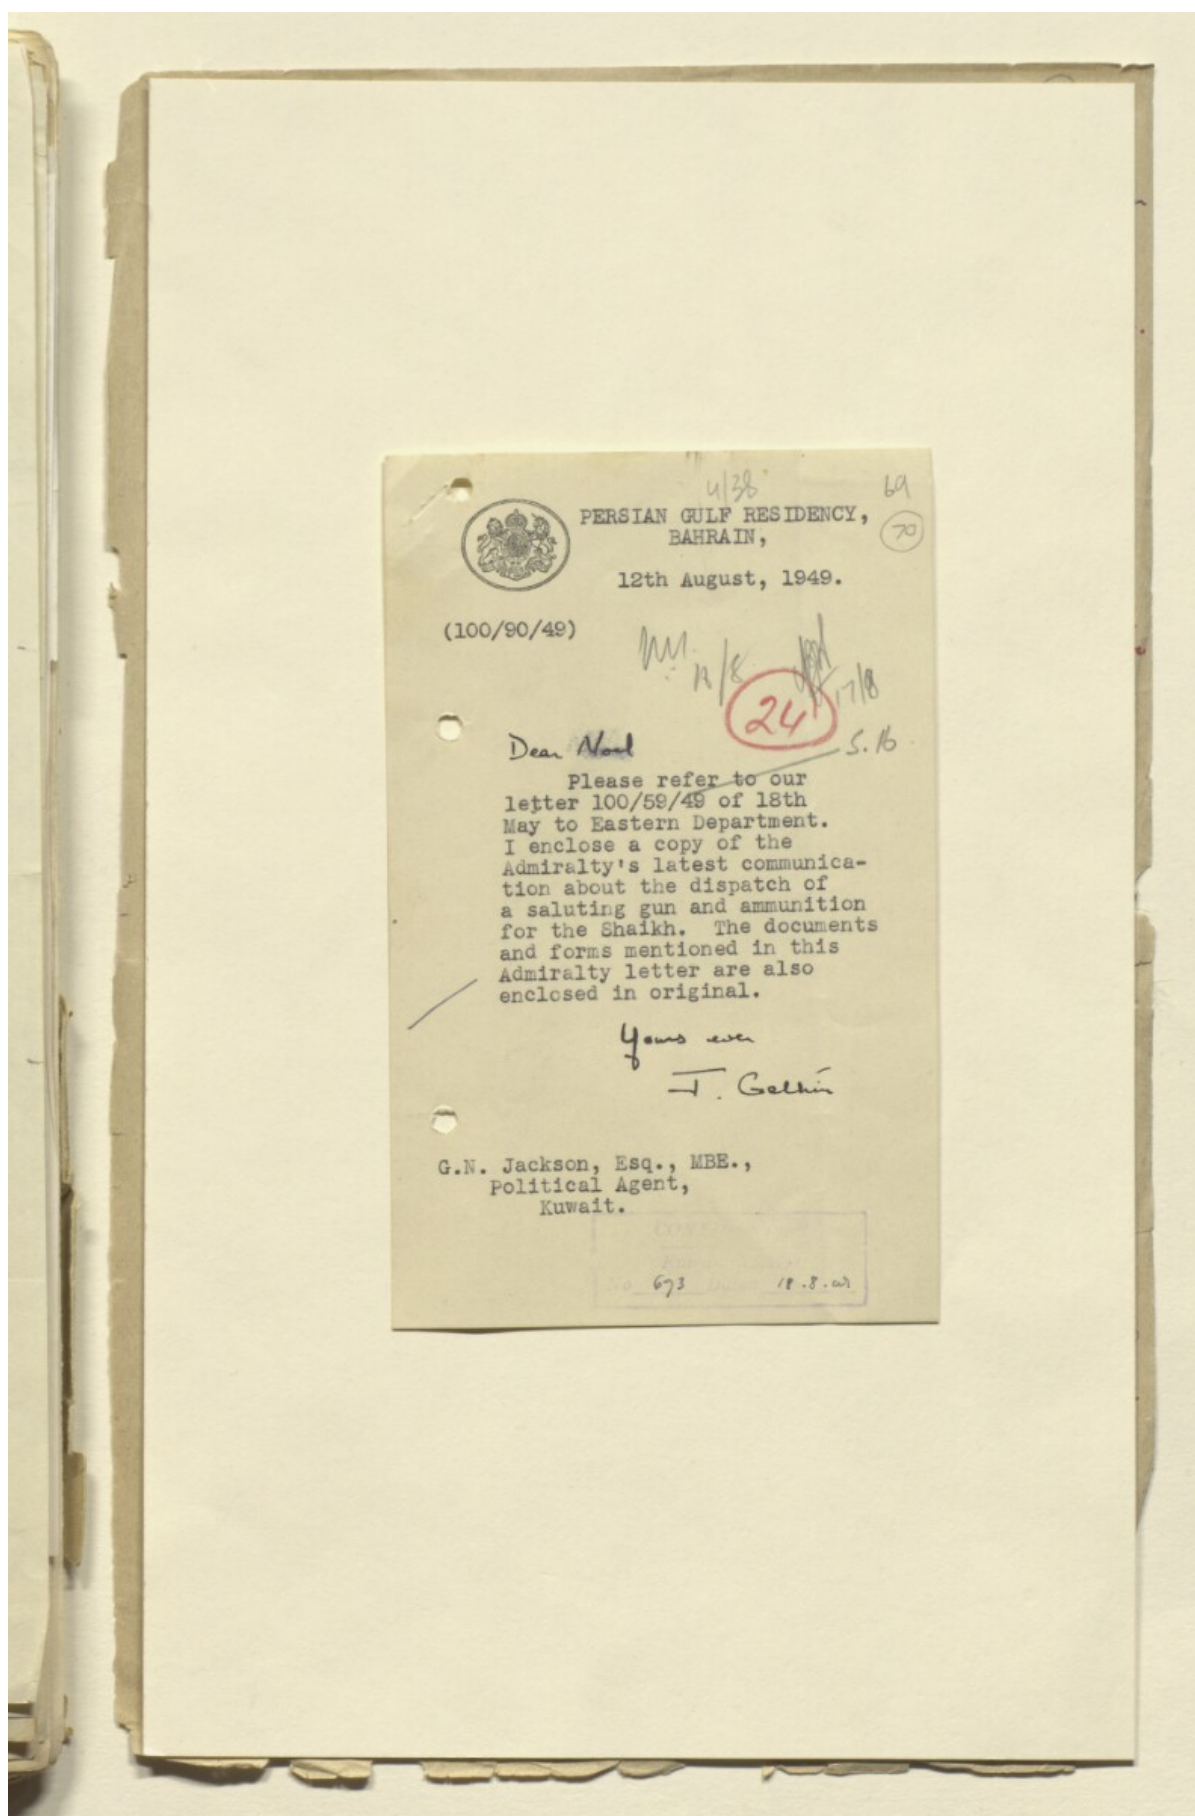 4/38
69
PERSIAN GULF RESIDENCY,
70
BAHRAIN,
12th August, 1949.
(100/90/49)
17/8
24
S. 16
Dear Noel
Please refer to our
letter 100/59/49 of 18th
May to Eastern Department.
I enclose a copy of the
Admiralty's latest communica-
tion about the dispatch of
a saluting gun and ammunition
for the Shaikh. The documents
and forms mentioned in this
Admiralty letter are also
enclosed in original.
Yours ever
J.
G.N. Jackson, Esq., MBE.,
Political Agent,
Kuwait.
No 673 18.8.49